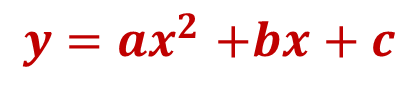 y = ax² +bx + c